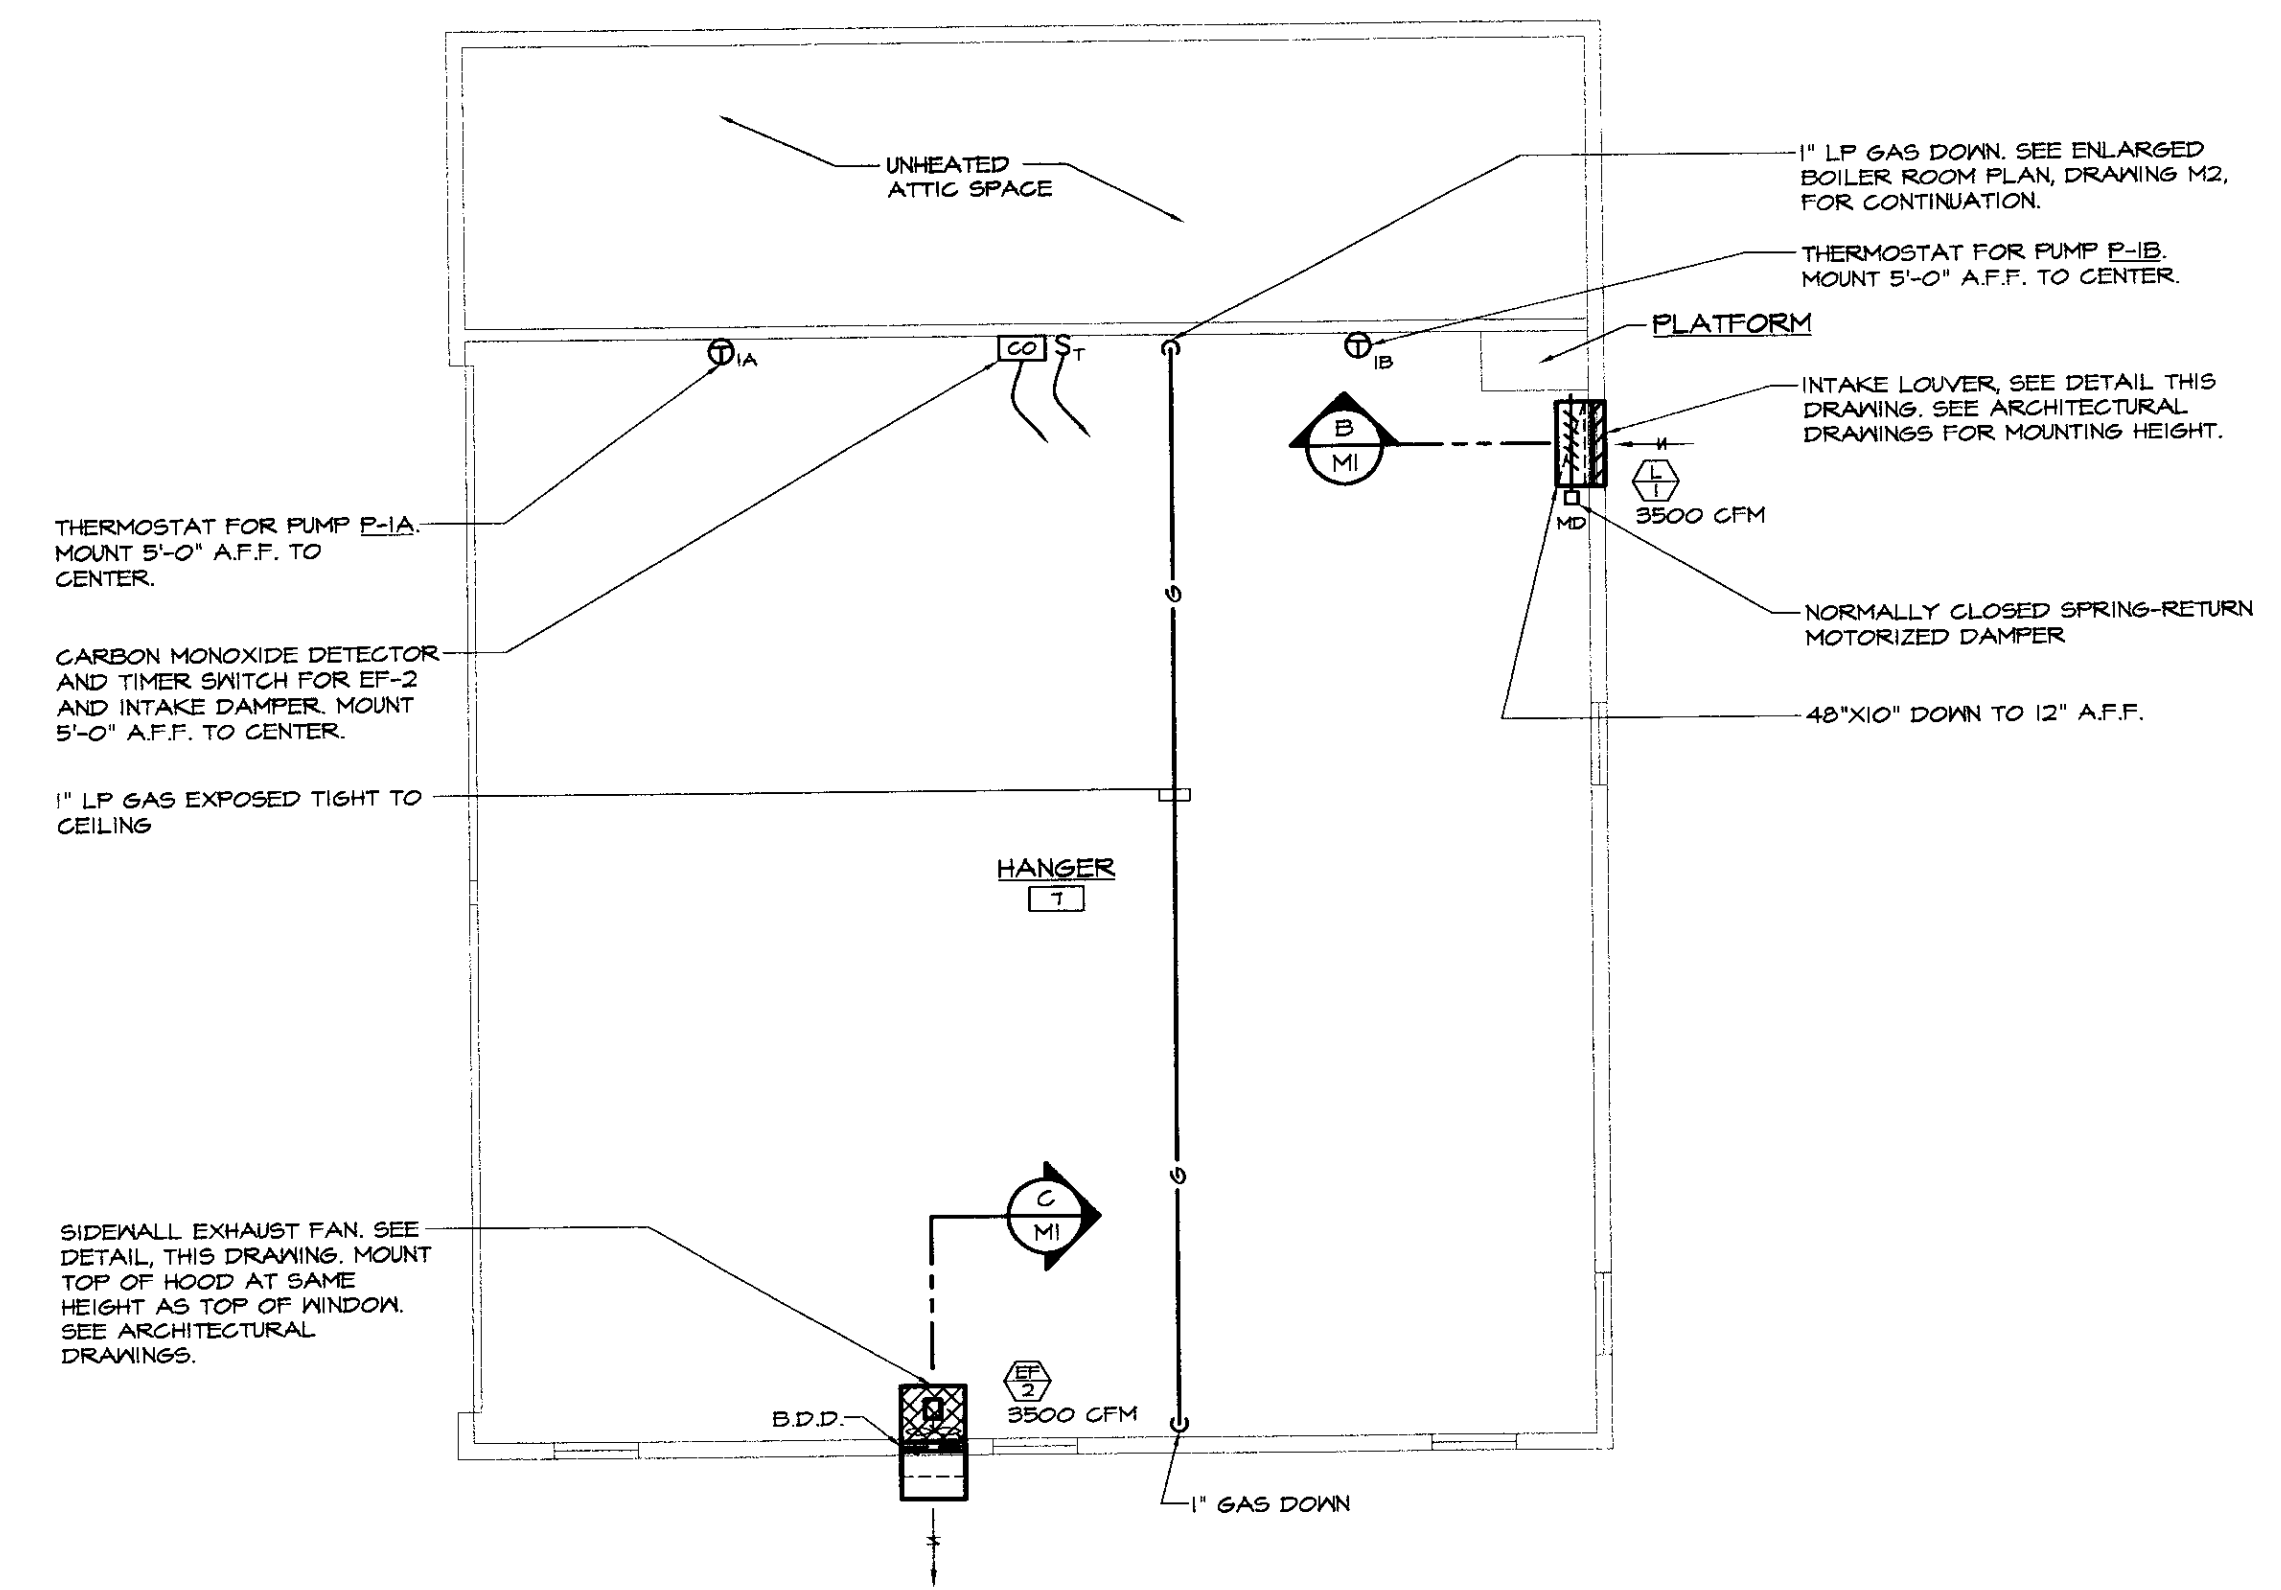 UNHEATED
ATTIC SPACE
1" LP GAS DOWN. SEE ENLARGED
BOILER ROOM PLAN, DRAWING M2,
FOR CONTINUATION.
THERMOSTAT FOR PUMP P-1B.
MOUNT 5'-0" A.F.F. TO CENTER.
PLATFORM
T 1A
CO
ST
T 1B
INTAKE LOUVER, SEE DETAIL THIS
DRAWING. SEE ARCHITECTURAL
DRAWINGS FOR MOUNTING HEIGHT.
B
M1
L
1
3500 CFM
MD
THERMOSTAT FOR PUMP P-1A.
MOUNT 5'-0" A.F.F. TO
CENTER.
G
NORMALLY CLOSED SPRING-RETURN
MOTORIZED DAMPER
CARBON MONOXIDE DETECTOR
AND TIMER SWITCH FOR EF-2
AND INTAKE DAMPER. MOUNT
5'-0" A.F.F. TO CENTER.
48"X10" DOWN TO 12" A.F.F.
1" LP GAS EXPOSED TIGHT TO
CEILING
HANGER
7
G
C
M1
SIDEWALL EXHAUST FAN. SEE
DETAIL, THIS DRAWING. MOUNT
TOP OF HOOD AT SAME
HEIGHT AS TOP OF WINDOW.
SEE ARCHITECTURAL
DRAWINGS.
EF
2
3500 CFM
B.D.D.
1" GAS DOWN